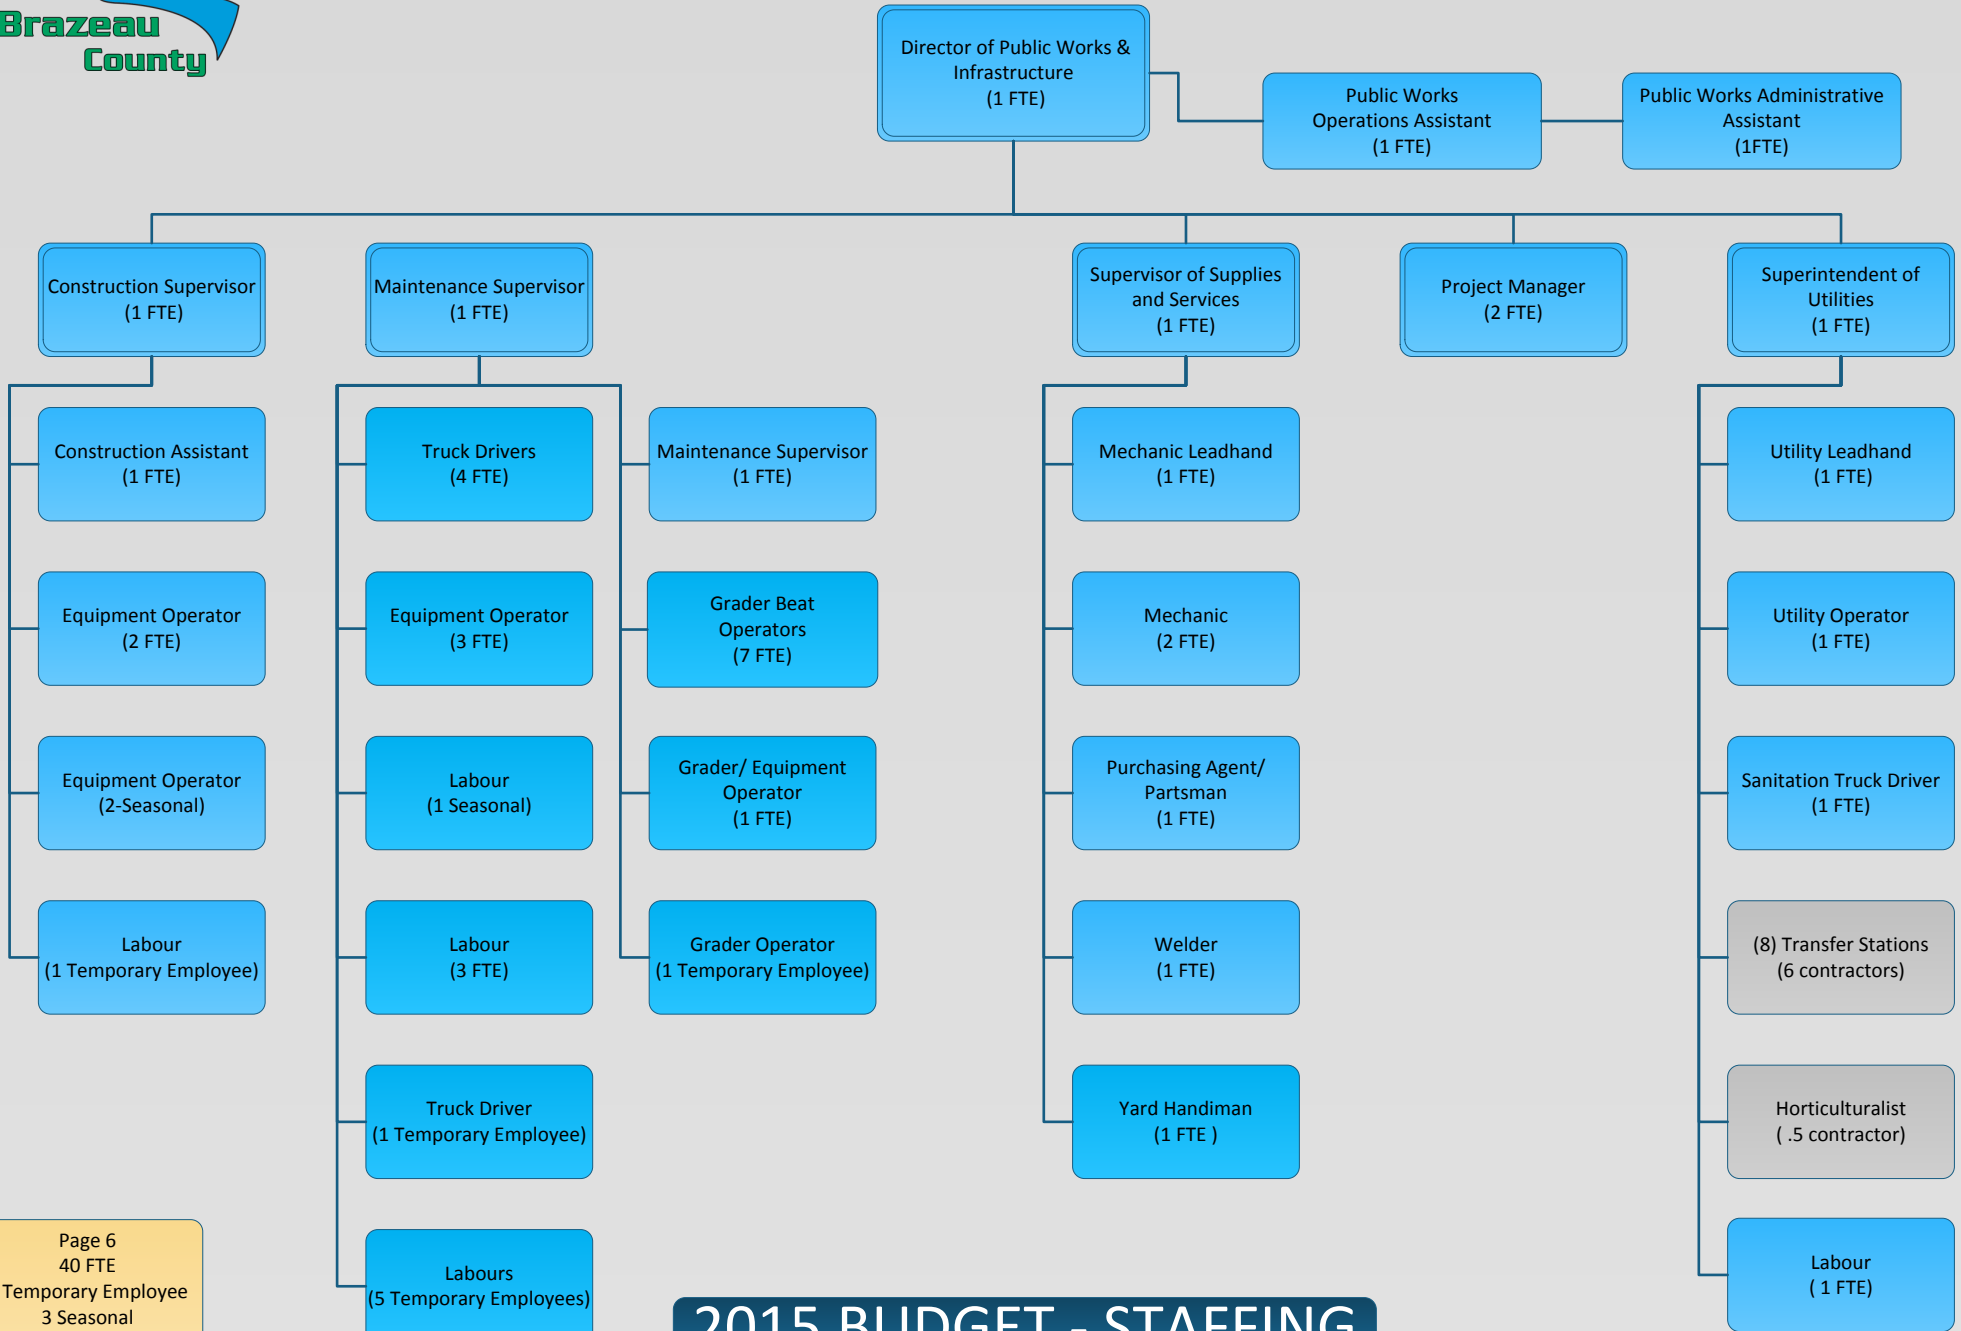 Brazeau
County
Director of Public Works &
Infrastructure
(1 FTE)
Public Works
Operations Assistant
(1 FTE)
Public Works Administrative
Assistant
(1FTE)
Construction Supervisor
(1 FTE)
Maintenance Supervisor
(1 FTE)
Supervisor of Supplies
and Services
(1 FTE)
Project Manager
(2 FTE)
Superintendent of
Utilities
(1 FTE)
Construction Assistant
(1 FTE)
Equipment Operator
(2 FTE)
Equipment Operator
(2-Seasonal)
Labour
(1 Temporary Employee)
Truck Drivers
(4 FTE)
Equipment Operator
(3 FTE)
Labour
(1 Seasonal)
Labour
(3 FTE)
Truck Driver
(1 Temporary Employee)
Labours
(5 Temporary Employees)
Maintenance Supervisor
(1 FTE)
Grader Beat
Operators
(7 FTE)
Grader/ Equipment
Operator
(1 FTE)
Grader Operator
(1 Temporary Employee)
Mechanic Leadhand
(1 FTE)
Mechanic
(2 FTE)
Purchasing Agent/
Partsman
(1 FTE)
Welder
(1 FTE)
Yard Handiman
(1 FTE )
Utility Leadhand
(1 FTE)
Utility Operator
(1 FTE)
Sanitation Truck Driver
(1 FTE)
(8) Transfer Stations
(6 contractors)
Horticulturalist
( .5 contractor)
Labour
( 1 FTE)
Page 6
40 FTE
Temporary Employee
3 Seasonal
2015 BUDGET - STAFFING